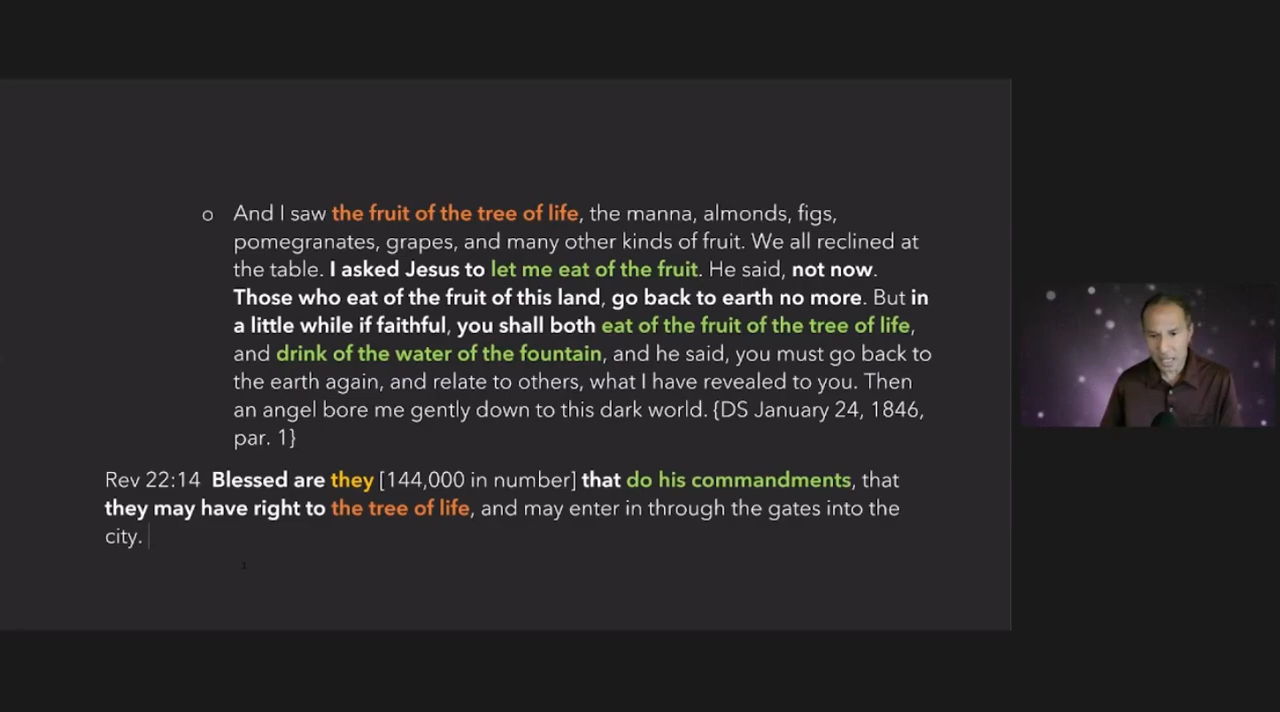 o And I saw the fruit of the tree of life, the manna, almonds, figs,
pomegranates, grapes, and many other kinds of fruit. We all reclined at
the table. I asked Jesus to let me eat of the fruit. He said, not now.
Those who eat of the fruit of this land, go back to earth no more. But in
a little while if faithful, you shall both eat of the fruit of the tree of life,
and drink of the water of the fountain, and he said, you must go back to
the earth again, and relate to others, what I have revealed to you. Then
an angel bore me gently down to this dark world. {DS January 24, 1846,
par. 1}
Rev 22:14 Blessed are they [144,000 in number] that do his commandments, that
they may have right to the tree of life, and may enter in through the gates into the
city.
1